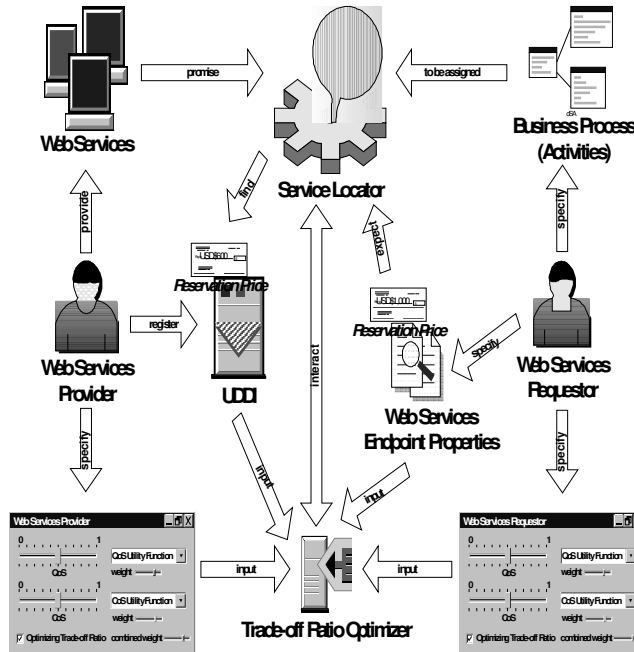 promise
to be assigned
dSA
Web Services
Service Locator
Business Process
(Activities)
provide
find
expect
specify
USD$600
Reservation Price
USD$1,000
Reservation Price
register
interact
specify
Web Services
Provider
UDDI
Web Services
Endpoint Properties
Web Services
Requestor
specify
input
input
specify
Web Services Provider
0 1
QoS Utility Function
QoS
weight
0 1
QoS Utility Function
QoS
weight
Optimizing Trade-off Ratio combined weight
input
input
Trade-off Ratio Optimizer
Web Services Requestor
0 1
QoS Utility Function
QoS
weight
0 1
QoS Utility Function
QoS
weight
Optimizing Trade-off Ratio combined weight